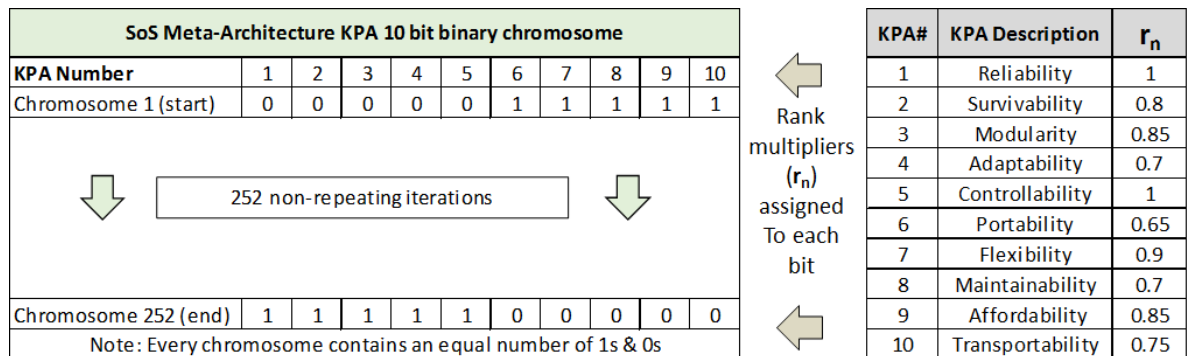 SoS Meta-Architecture KPA 10 bit binary chromosome
KPA Number 1 2 3 4 5 6 7 8 9 10
Chromosome 1 (start) 0 0 0 0 0 1 1 1 1 1
252 non-repeating iterations
Chromosome 252 (end) 1 1 1 1 1 0 0 0 0 0
Note: Every chromosome contains an equal number of 1s & 0s
Rank
multipliers
(rn)
assigned
To each
bit
KPA# KPA Description rn
1 Reliability 1
2 Survivability 0.8
3 Modularity 0.85
4 Adaptability 0.7
5 Controllability 1
6 Portability 0.65
7 Flexibility 0.9
8 Maintainability 0.7
9 Affordability 0.85
10 Transportability 0.75